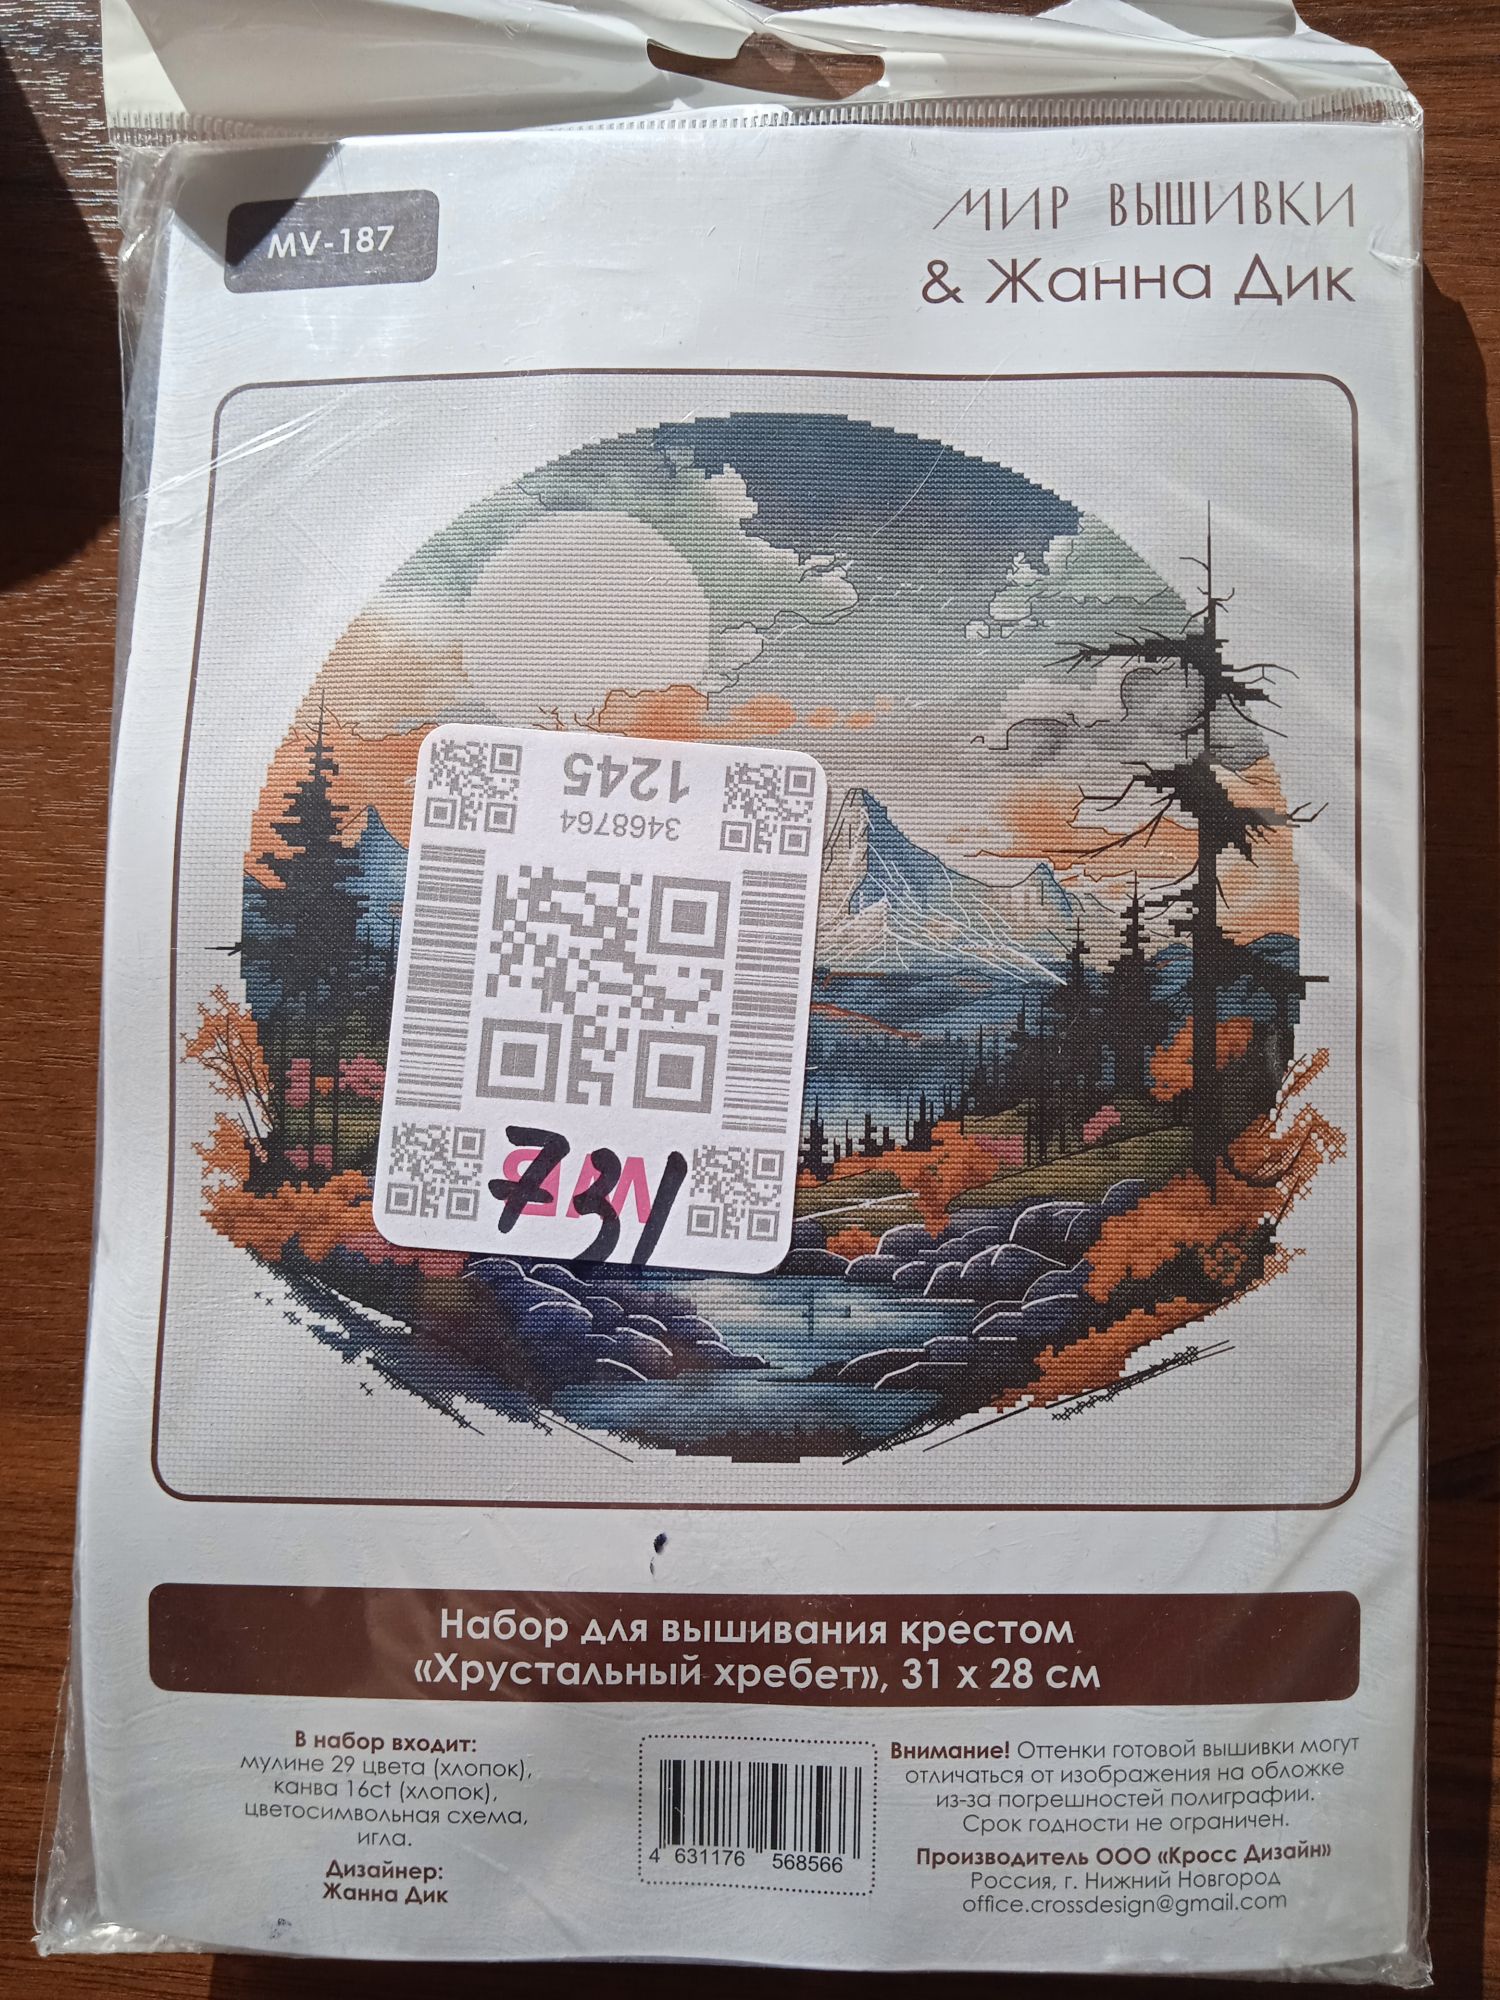 MV-187
МИР ВЫШИВКИ
& Жанна Дик
1245
3468764
WB
731
Набор для вышивания крестом
«Хрустальный хребет», 31 х 28 см
В набор входит:
мулине 29 цвета (хлопок),
канва 16ct (хлопок),
цветосимвольная схема,
игла.
Дизайнер:
Жанна Дик
4 631176 568566
Внимание! Оттенки готовой вышивки могут
отличаться от изображения на обложке
из-за погрешностей полиграфии.
Срок годности не ограничен.
Производитель ООО «Кросс Дизайн»
Россия, г. Нижний Новгород
office.crossdesign@gmail.com